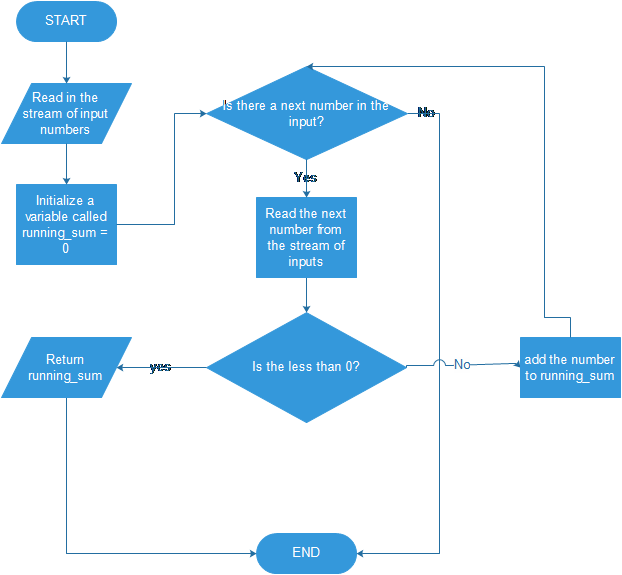 START
Read in the
stream of input
numbers
Initialize a
variable called
running_sum =
0
Is there a next number in the
input?
No
Yes
Read the next
number from
the stream of
inputs
Is the less than 0?
yes
Return
running_sum
No
add the number
to running_sum
END